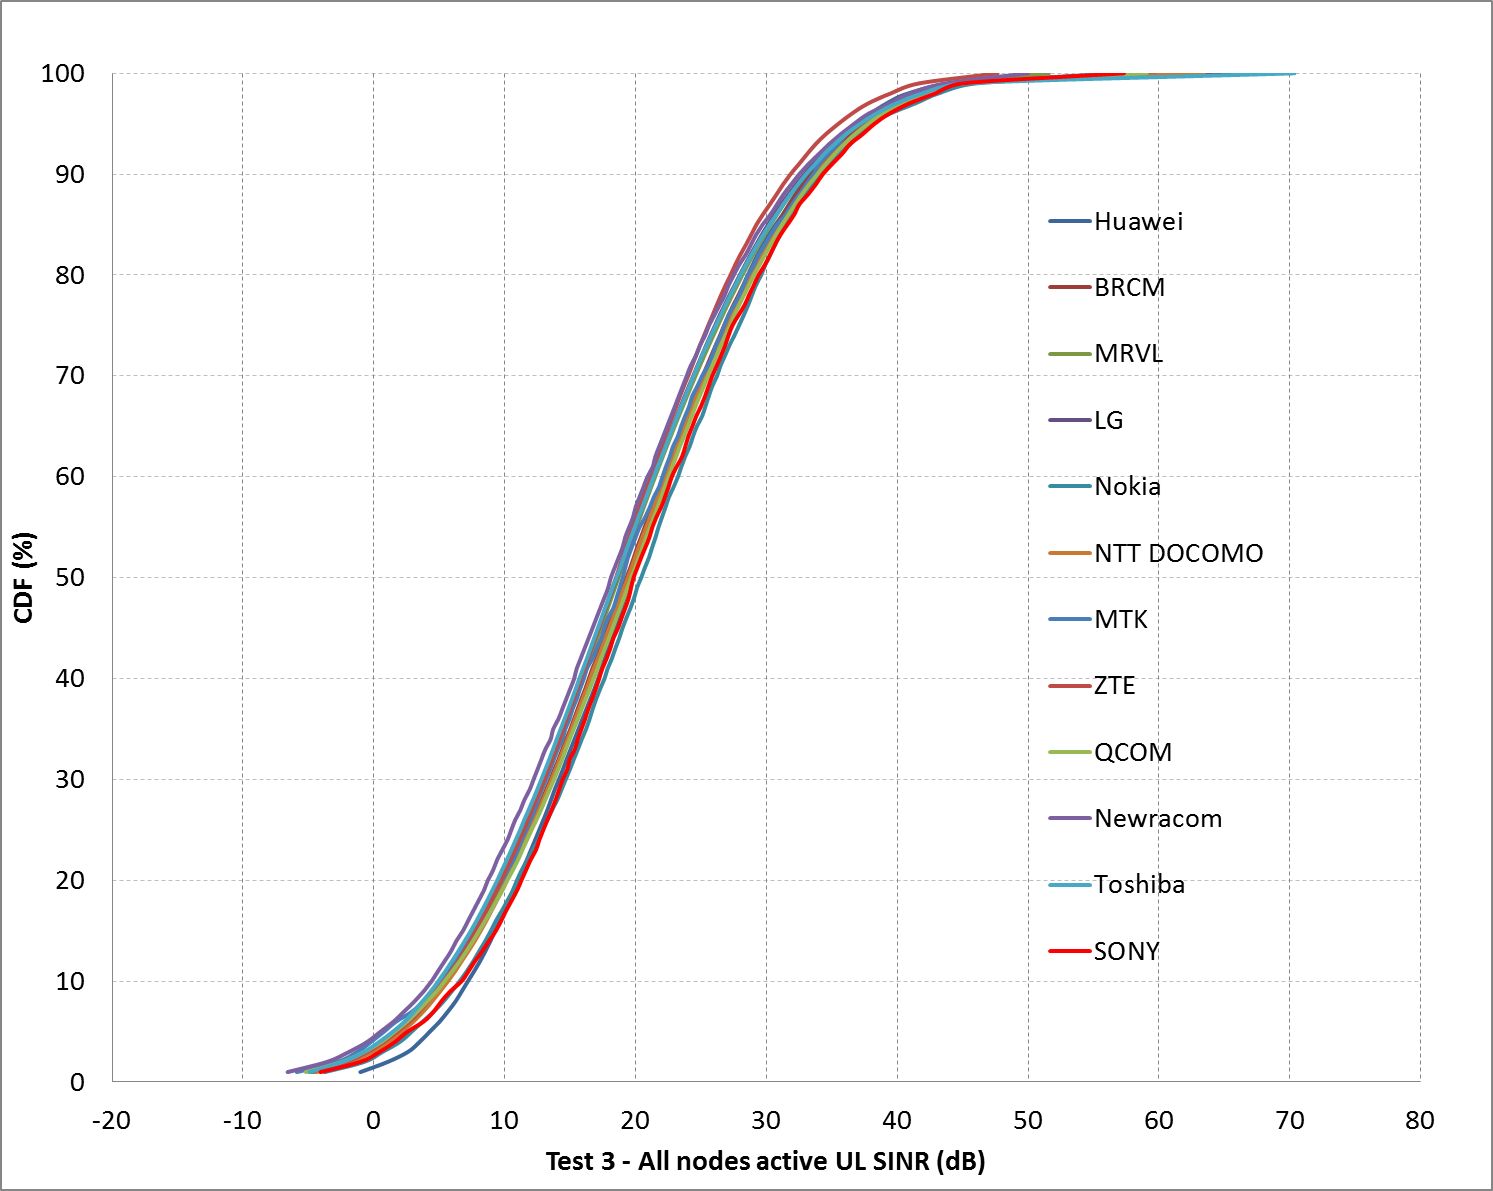 100
90
80
70
60
50
40
30
20
10
0
CDF (%)
-20 -10 0 10 20 30 40 50 60 70 80
Test 3 - All nodes active UL SINR (dB)
Huawei
BRCM
MRVL
LG
Nokia
NTT DOCOMO
MTK
ZTE
QCOM
Newracom
Toshiba
SONY